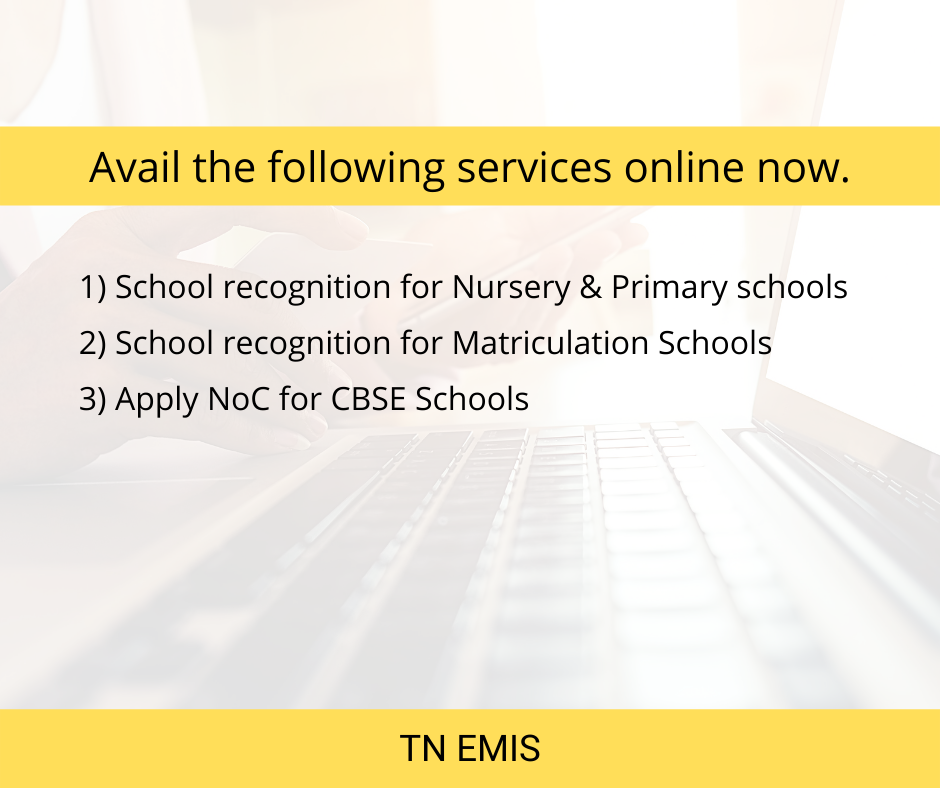 Avail the following services online now.
1) School recognition for Nursery & Primary schools
2) School recognition for Matriculation Schools
3) Apply NoC for CBSE Schools
TN EMIS